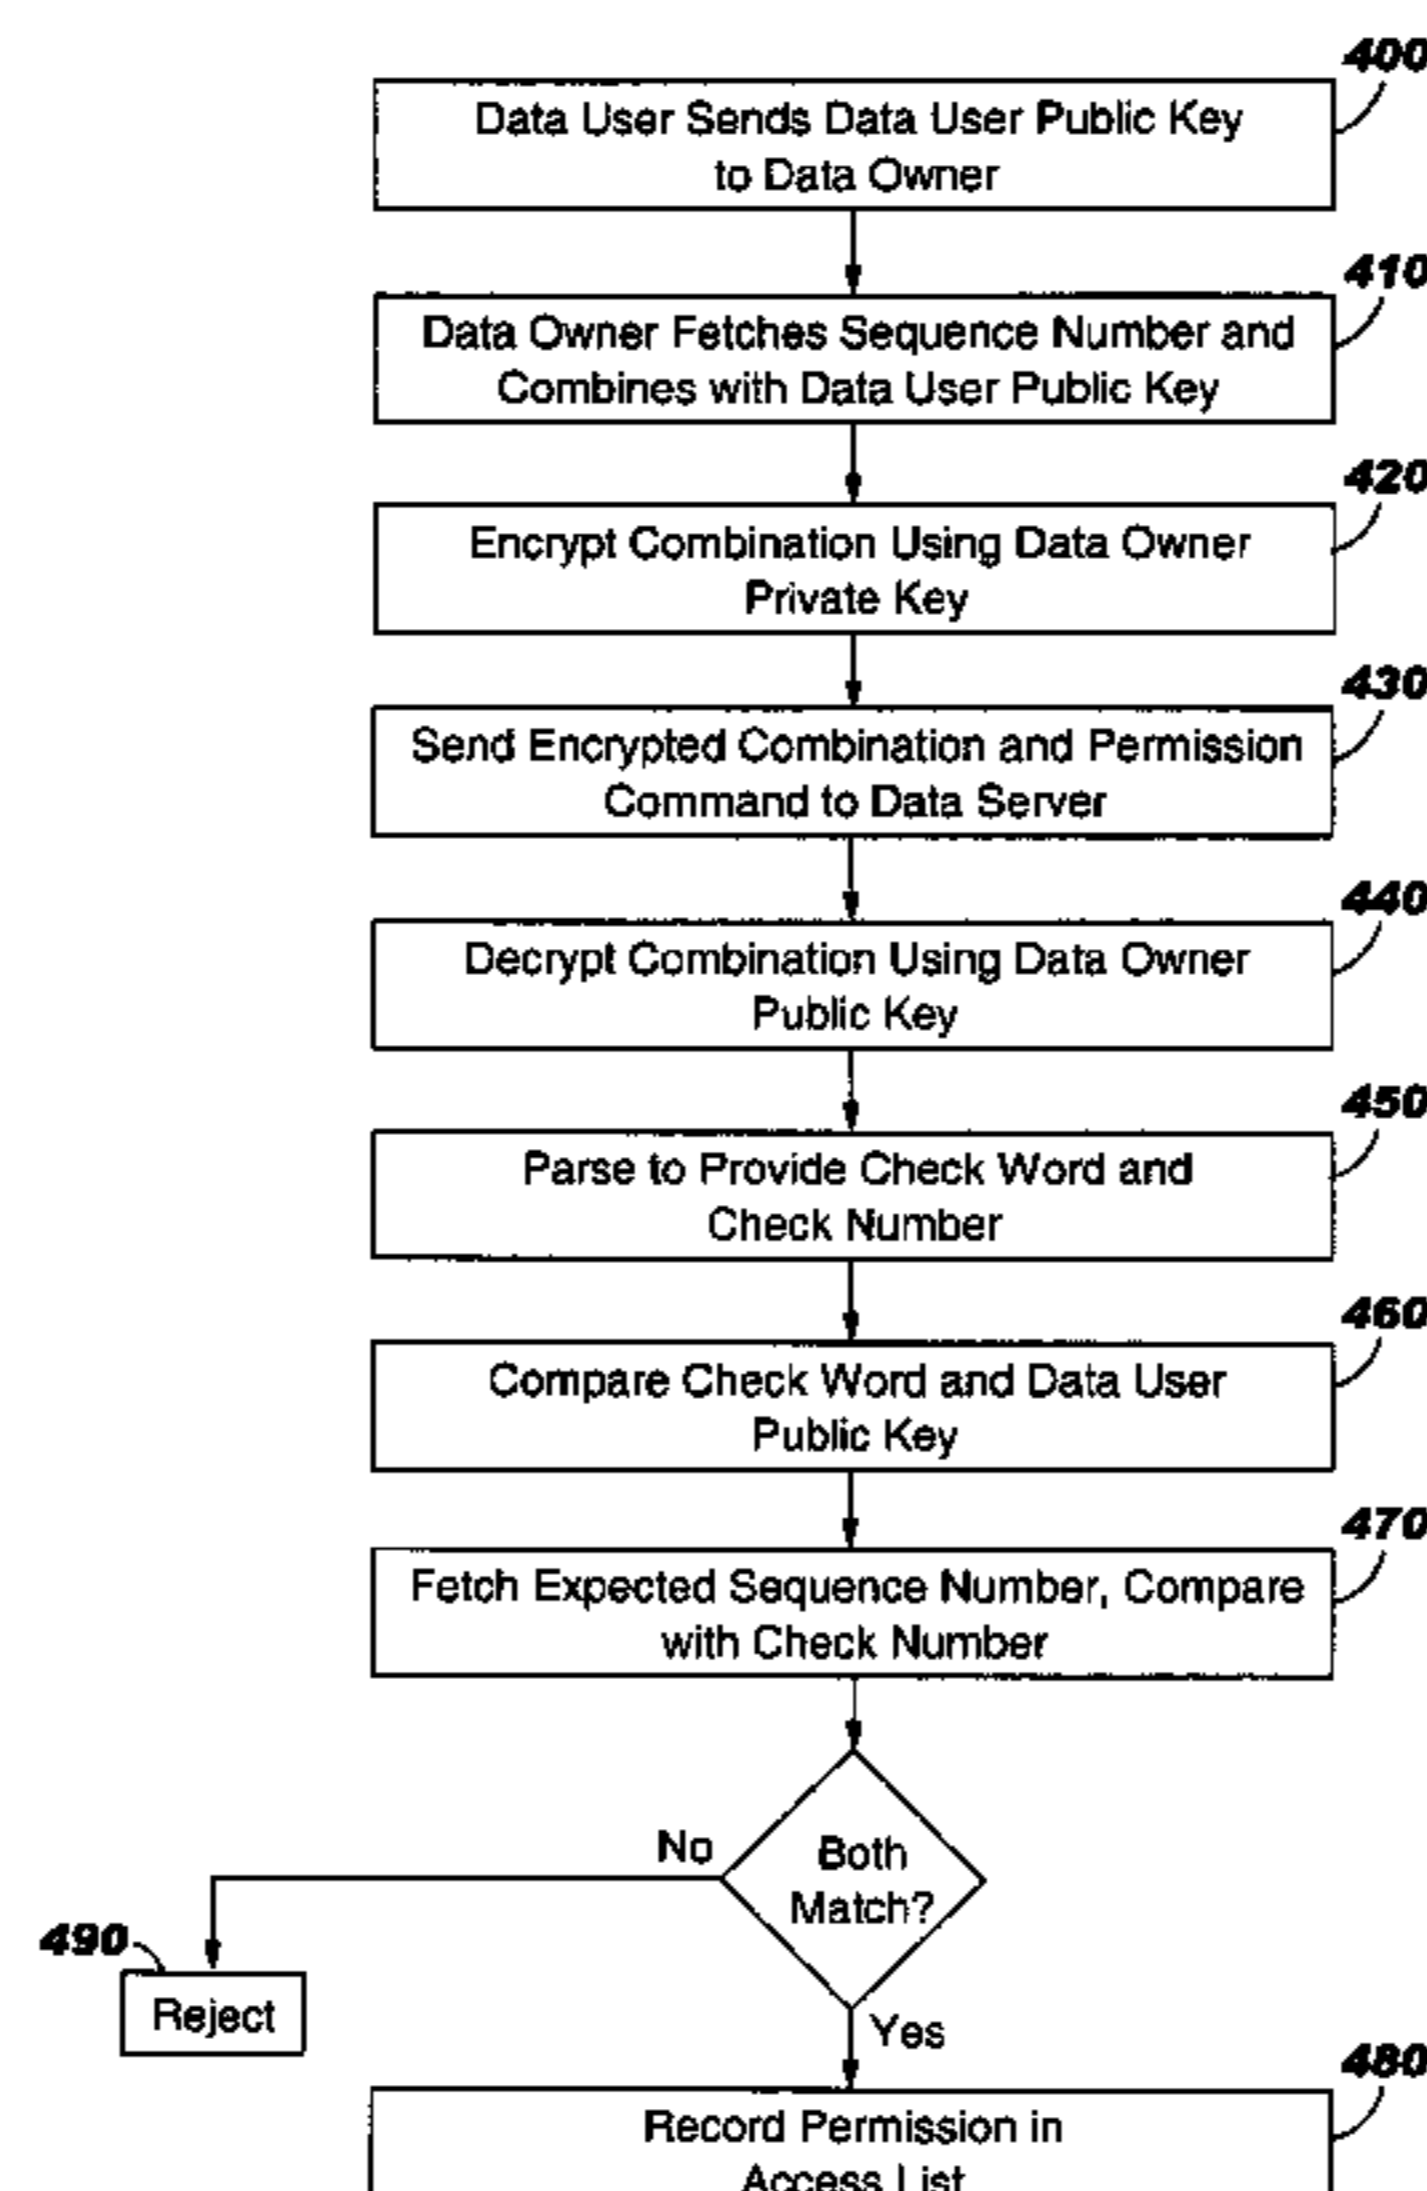 400
Data User Sends Data User Public Key
to Data Owner
410
Data Owner Fetches Sequence Number and
Combines with Data User Public Key
420
Encrypt Combination Using Data Owner
Private Key
430
Send Encrypted Combination and Permission
Command to Data Server
440
Decrypt Combination Using Data Owner
Public Key
450
Parse to Provide Check Word and
Check Number
460
Compare Check Word and Data User
Public Key
470
Fetch Expected Sequence Number, Compare
with Check Number
No
Both
Match?
490
Reject
Yes
480
Record Permission in
Access List